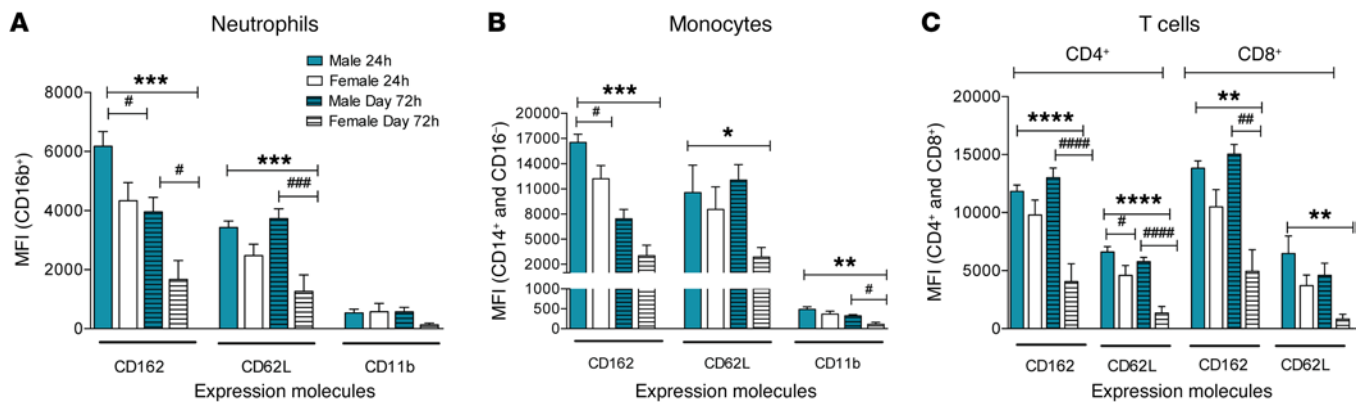 A
Neutrophils
Male 24h
Female 24h
Male Day 72h
Female Day 72h
MFI (CD16b⁺)
8000
6000
4000
2000
0
***
#
#
***
###
CD162
CD62L
CD11b
Expression molecules
B
Monocytes
MFI (CD14⁺ and CD16⁻)
20000
17000
14000
11000
8000
5000
2000
500
0
***
#
*
**
#
CD162
CD62L
CD11b
Expression molecules
C
T cells
CD4⁺
CD8⁺
MFI (CD4⁺ and CD8⁺)
20000
15000
10000
5000
0
****
####
****
#
####
**
##
**
CD162
CD62L
CD162
CD62L
Expression molecules